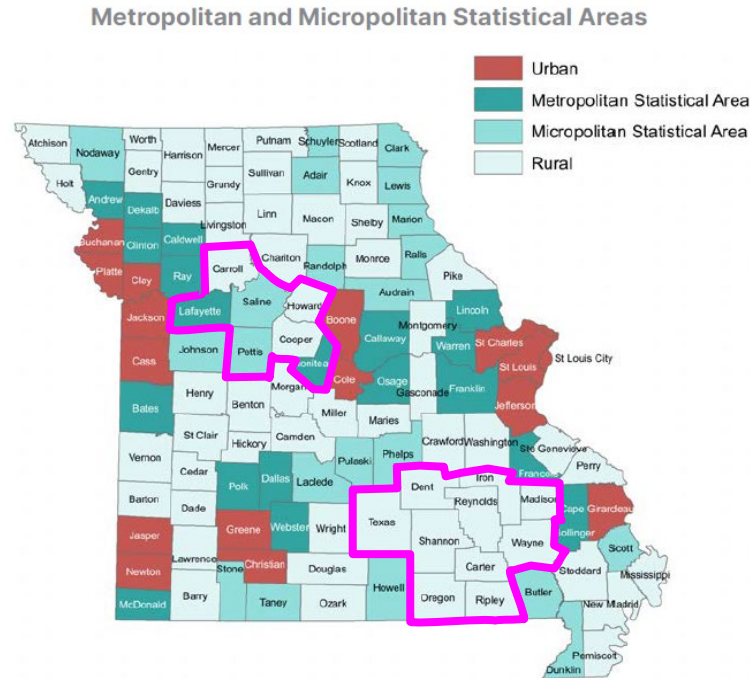 Metropolitan and Micropolitan Statistical Areas
Urban
Metropolitan Statistical Area
Micropolitan Statistical Area
Rural
Atchison
Nodaway
Worth
Harrison
Mercer
Putnam
Schuyler
Scotland
Clark
Holt
Gentry
Grundy
Sullivan
Adair
Knox
Lewis
Andrew
Dekalb
Daviess
Livingston
Linn
Macon
Shelby
Marion
Buchanan
Clinton
Caldwell
Carroll
Chariton
Randolph
Monroe
Ralls
Pike
Platte
Clay
Ray
Saline
Howard
Audrain
Lafayette
Boone
Callaway
Montgomery
Lincoln
Jackson
Johnson
Pettis
Cooper
Warren
St Charles
St Louis
St Louis City
Cass
Cole
Osage
Gasconade
Franklin
Jefferson
Bates
Henry
Benton
Morgan
Miller
Maries
St Clair
Hickory
Camden
Crawford
Washington
Ste Genevieve
Vernon
Cedar
Polk
Dallas
Laclede
Pulaski
Phelps
Dent
Iron
Francois
Perry
Barton
Dade
Greene
Webster
Wright
Texas
Shannon
Reynolds
Madison
Cape Girardeau
Jasper
Lawrence
Christian
Douglas
Carter
Wayne
Bollinger
Scott
Newton
Stone
Taney
Ozark
Howell
Oregon
Ripley
Butler
Stoddard
Mississippi
McDonald
Barry
New Madrid
Dunklin
Pemiscot